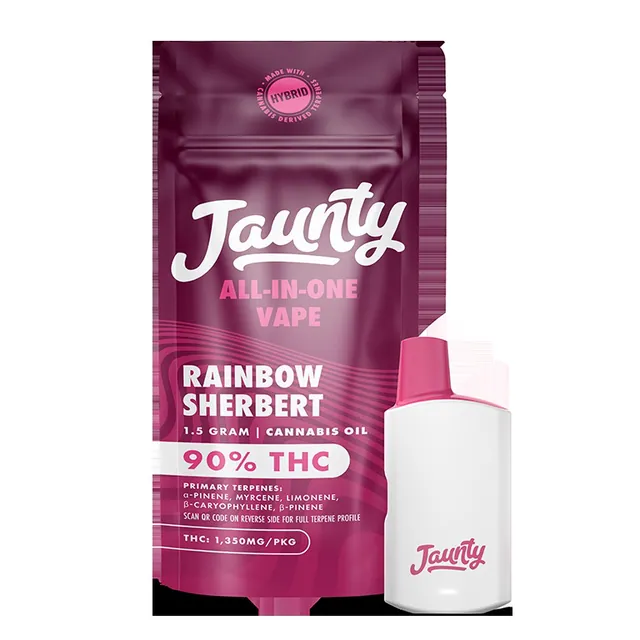 MADE WITH
HYBRID
CANNABIS DERIVED TERPENES
Jaunty
ALL-IN-ONE
VAPE
RAINBOW
SHERBERT
1.5 GRAM | CANNABIS OIL
90% THC
PRIMARY TERPENES:
α-PINENE, MYRCENE, LIMONENE,
β-CARYOPHYLLENE, β-PINENE
SCAN QR CODE ON REVERSE SIDE FOR FULL TERPENE PROFILE
THC: 1,350MG/PKG
Jaunty